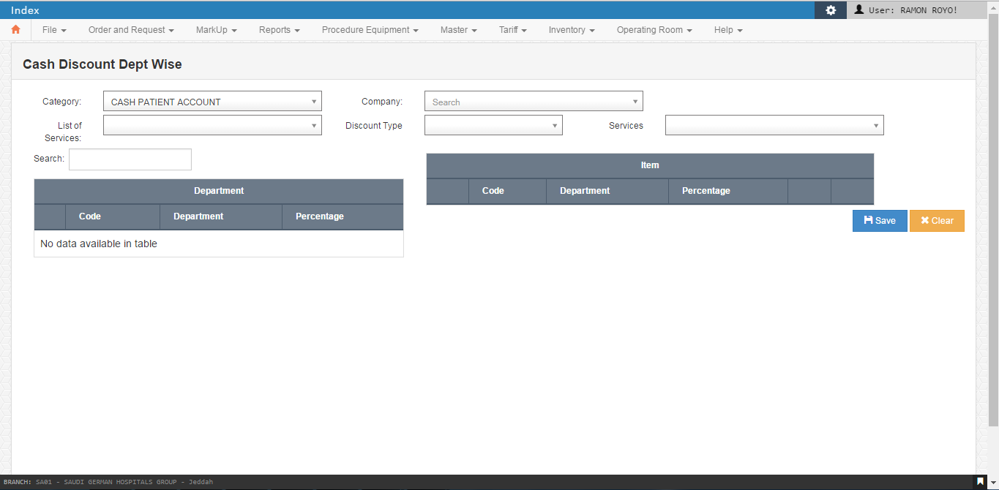 Index
User: RAMON ROYO!
File Order and Request MarkUp Reports Procedure Equipment Master Tariff Inventory Operating Room Help
Cash Discount Dept Wise
Category: CASH PATIENT ACCOUNT Company: Search
List of Services: Discount Type Services
Search:
Item
Code Department Percentage
Department
Code Department Percentage
Save Clear
No data available in table
BRANCH: SA01 - SAUDI GERMAN HOSPITALS GROUP - Jeddah